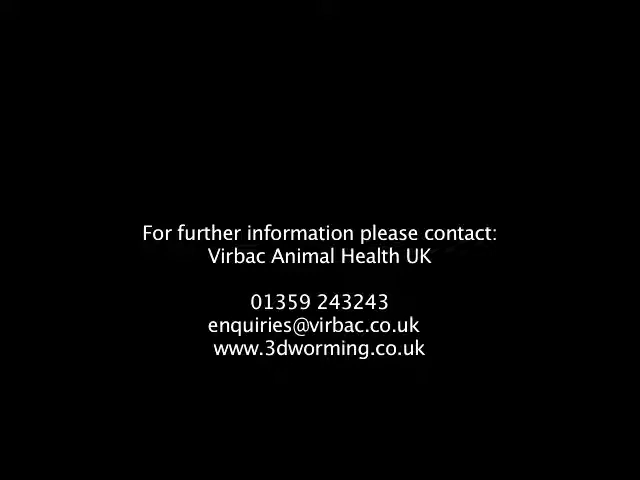 For further information please contact:
Virbac Animal Health UK
01359 243243
enquiries@virbac.co.uk
www.3dworming.co.uk